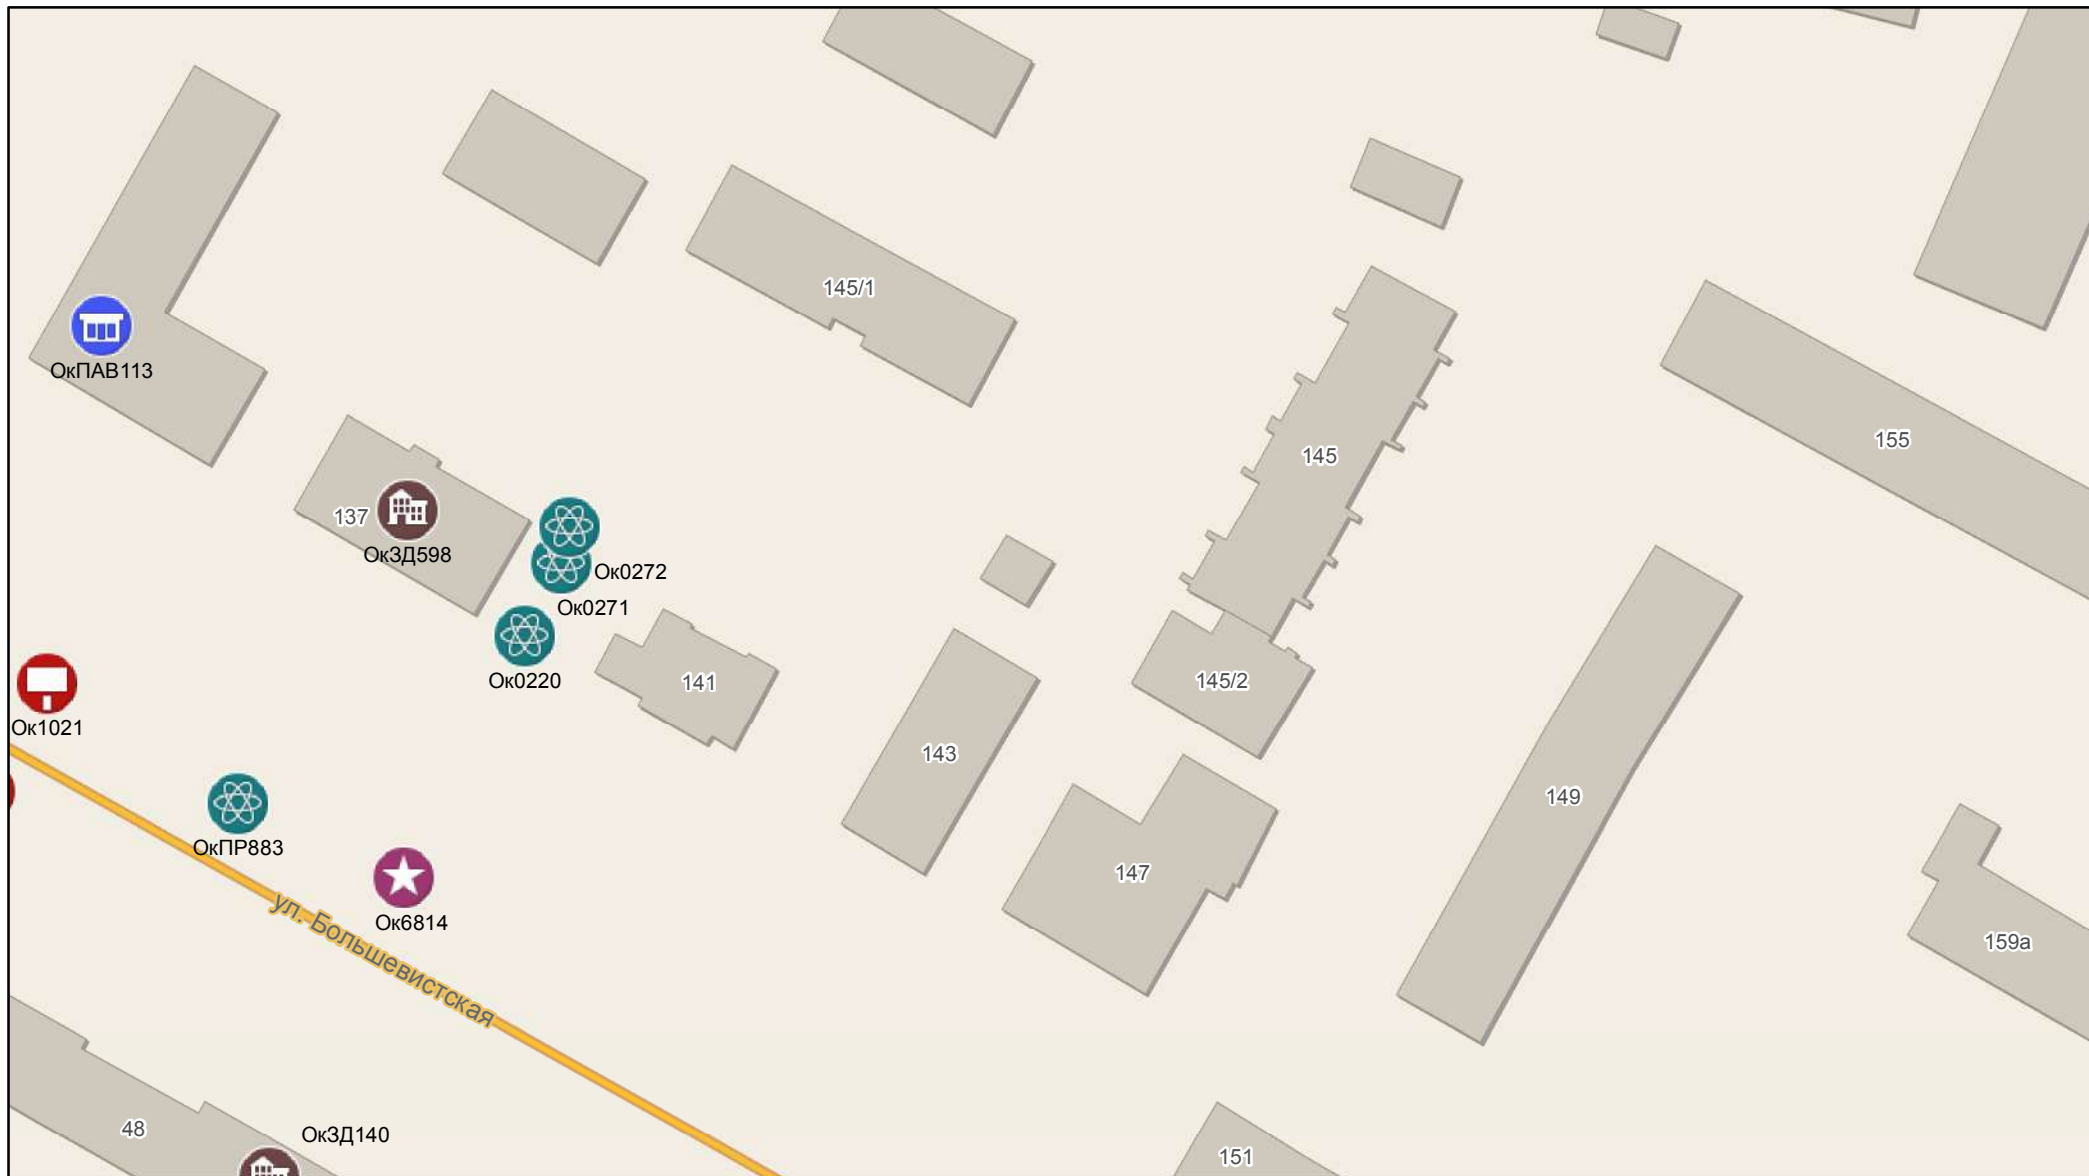 145/1
ОкПАВ113
145
155
137
ОкЗД598
Ок0272
Ок0271
Ок0220
141
145/2
Ок1021
143
149
ОкПР883
147
Ок6814
ул. Большевистская
159а
48
ОкЗД140
151